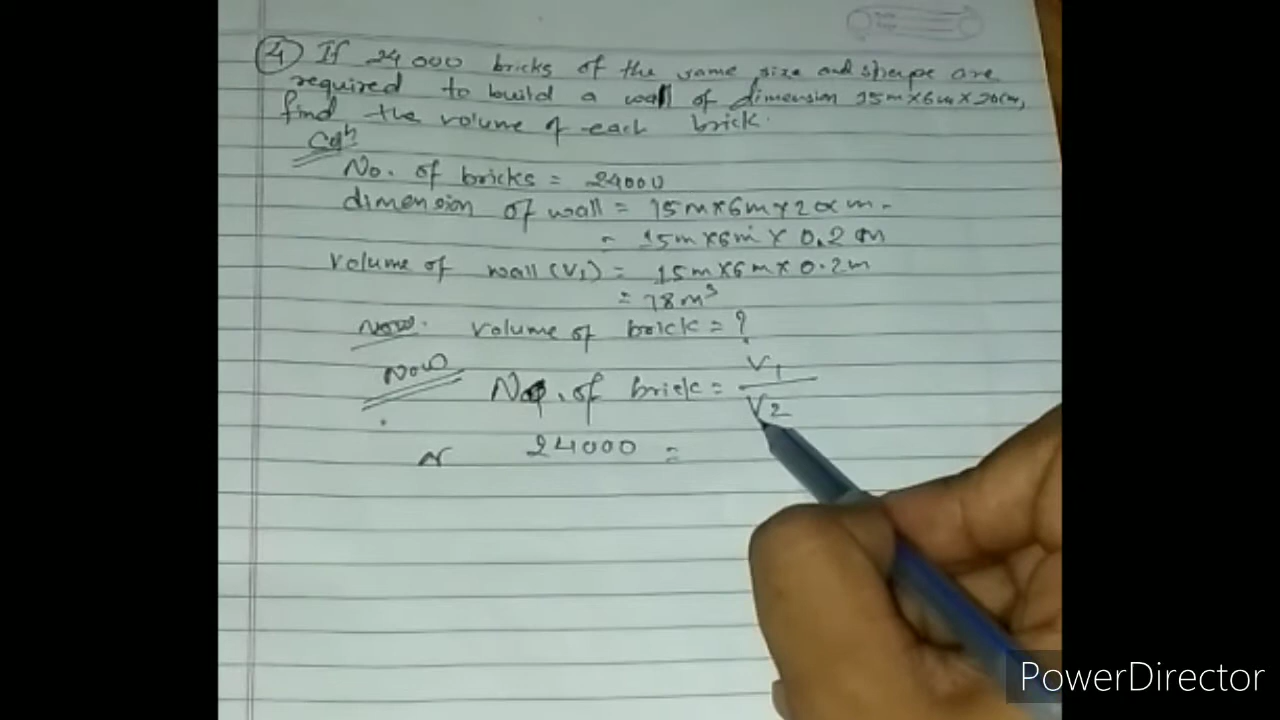 4 If 24000 bricks of the same size and shape are
required to build a wall of dimension 15m×6m×20cm,
find the volume of each brick.
Solⁿ
No. of bricks = 24000
dimension of wall = 15m×6m×20cm.
= 15m×6m × 0.2m
volume of wall (V₁) = 15m×6m×0.2m
= 18m³
Now. volume of brick = ?
Now No. of brick = V₁/V₂
24000 =
PowerDirector